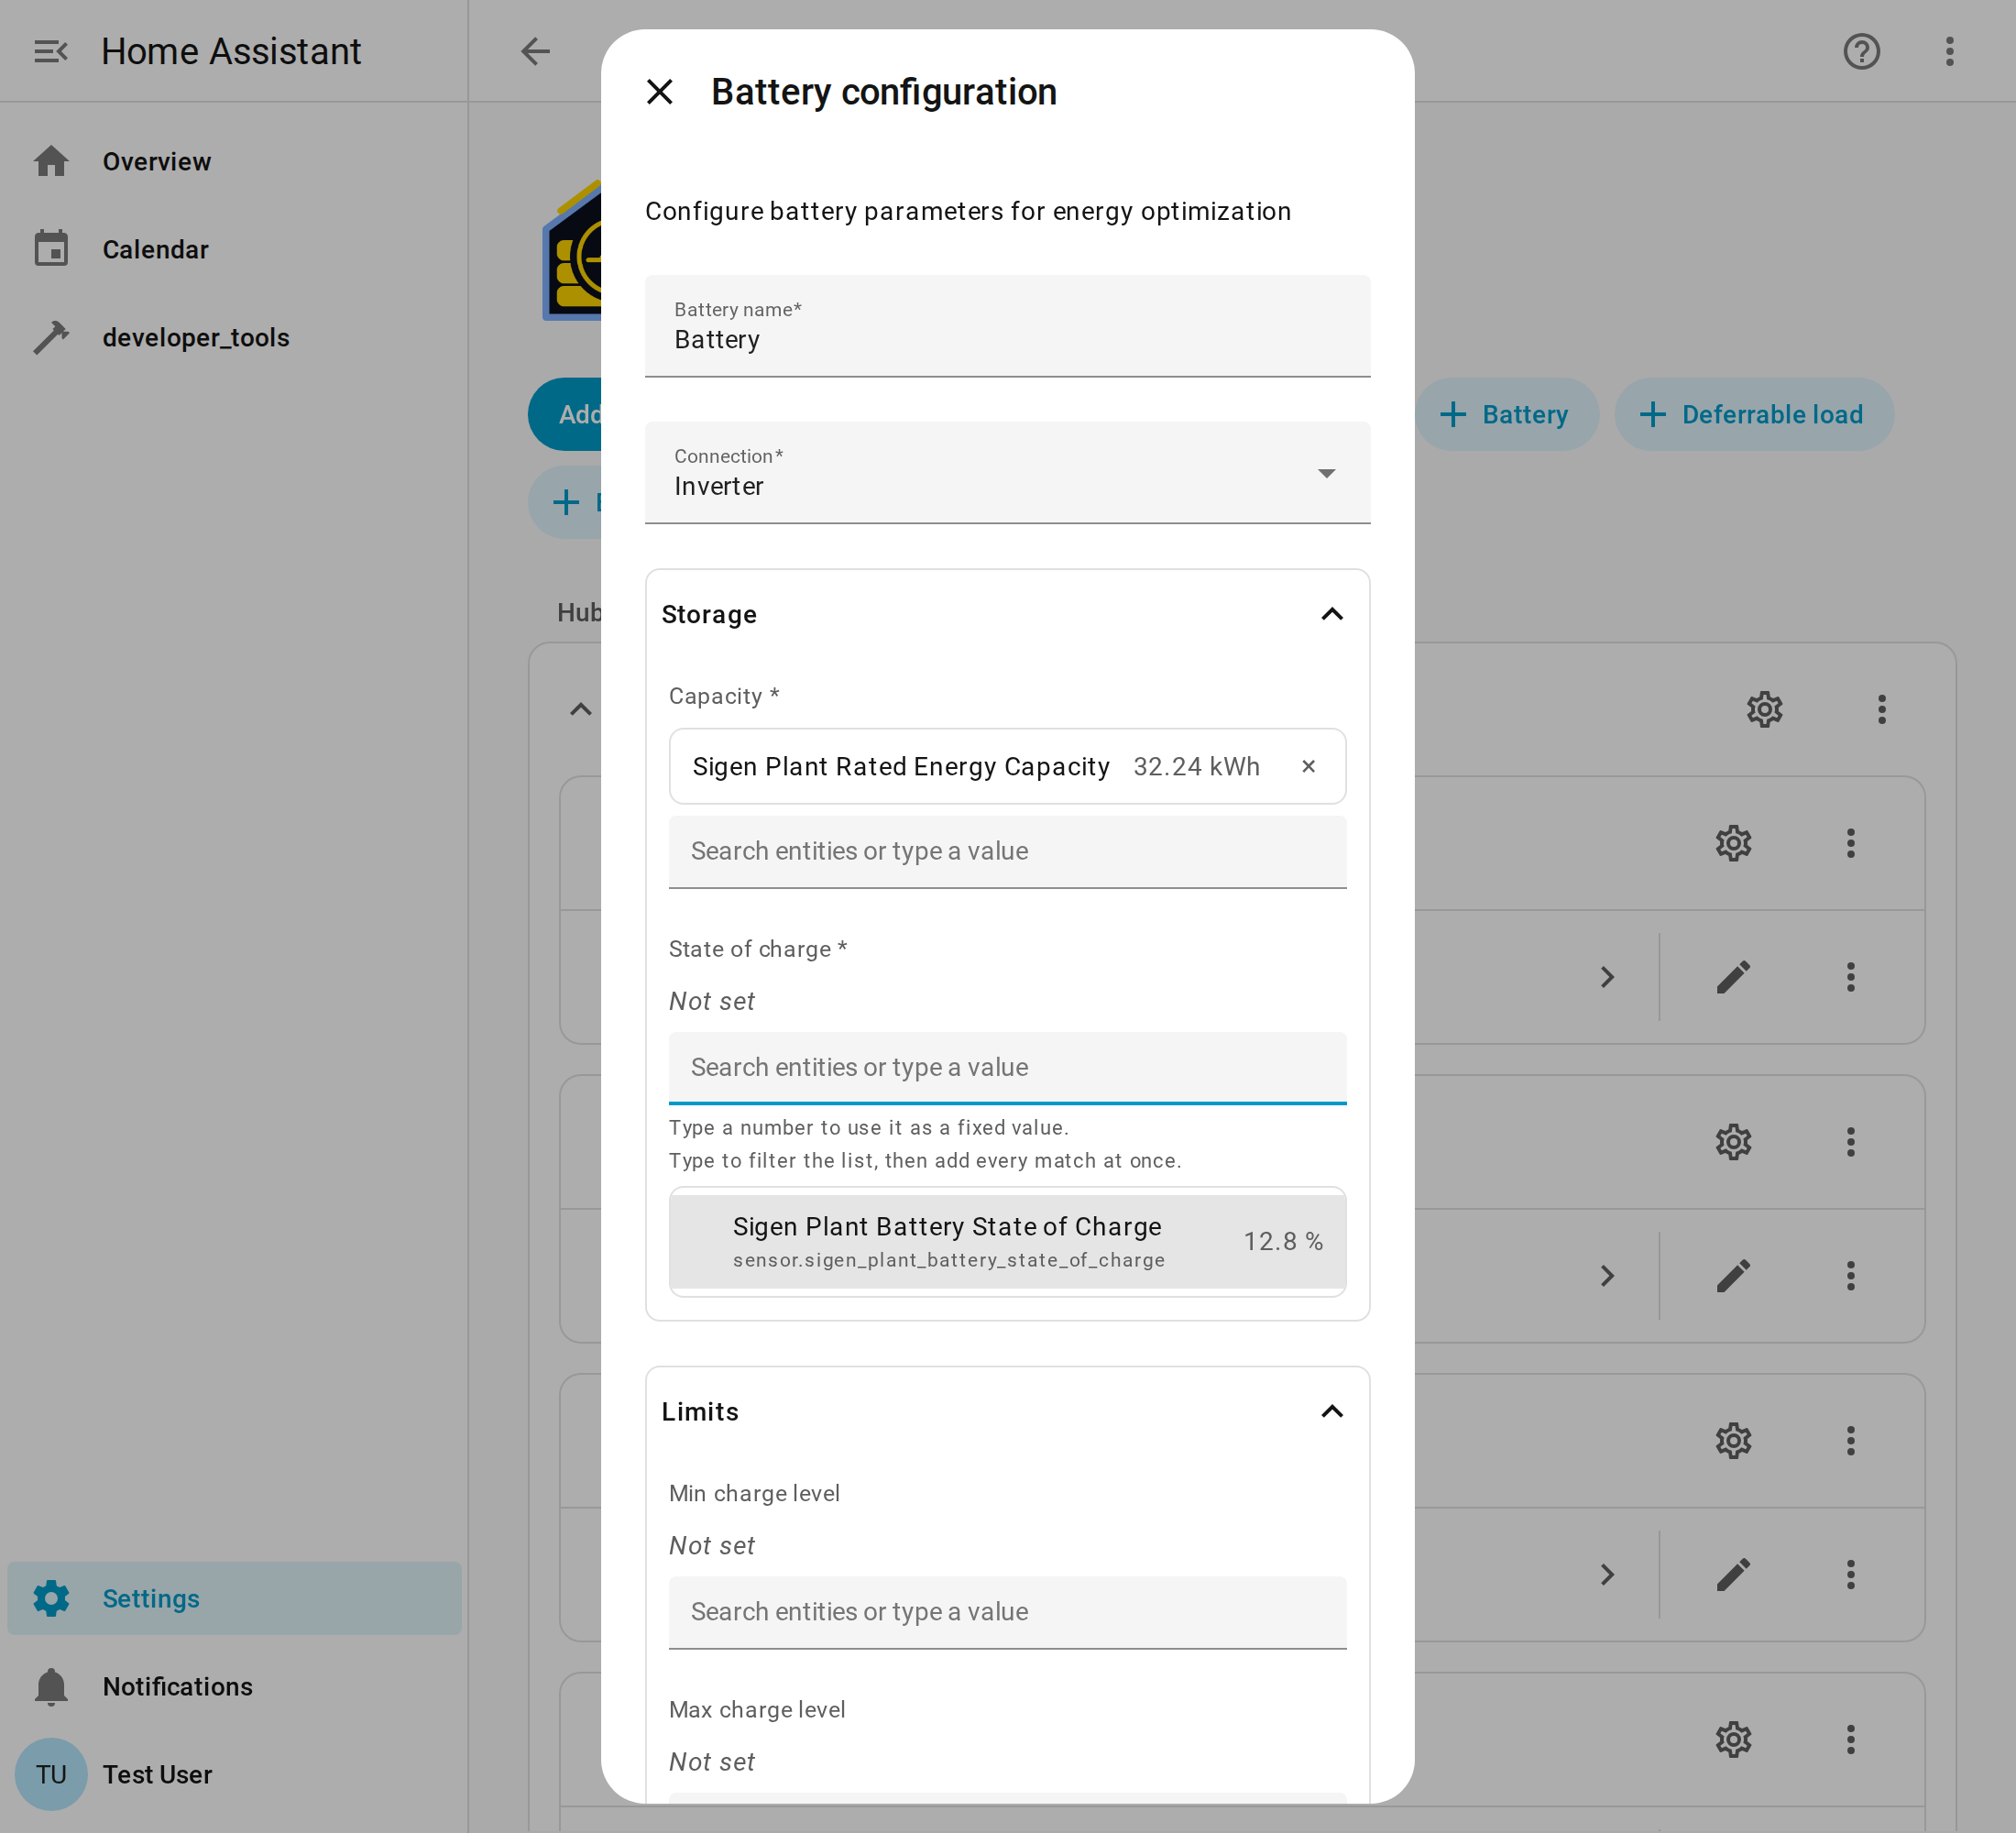 Home Assistant
Overview
Calendar
developer_tools
Settings
Notifications
TU
Test User
Add
Battery
Deferrable load
Hub
Battery configuration
Configure battery parameters for energy optimization
Battery name*
Battery
Connection*
Inverter
Storage
Capacity *
Sigen Plant Rated Energy Capacity 32.24 kWh ×
Search entities or type a value
State of charge *
Not set
Search entities or type a value
Type a number to use it as a fixed value.
Type to filter the list, then add every match at once.
Sigen Plant Battery State of Charge
sensor.sigen_plant_battery_state_of_charge
12.8 %
Limits
Min charge level
Not set
Search entities or type a value
Max charge level
Not set